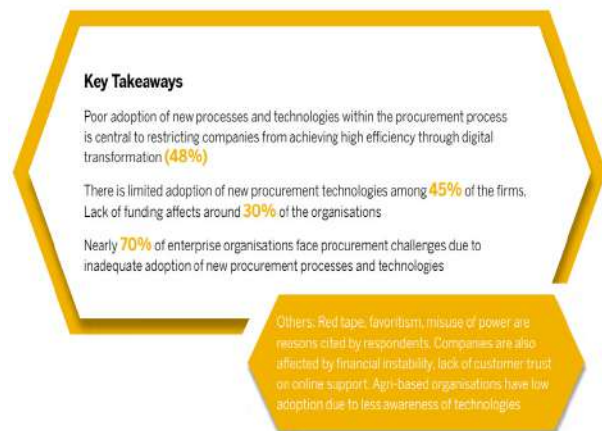 Key Takeaways
Poor adoption of new processes and technologies within the procurement process
is central to restricting companies from achieving high efficiency through digital
transformation (48%)
There is limited adoption of new procurement technologies among 45% of the firms.
Lack of funding affects around 30% of the organisations
Nearly 70% of enterprise organisations face procurement challenges due to
inadequate adoption of new procurement processes and technologies
Others: Red tape, favoritism, misuse of power are
reasons cited by respondents. Companies are also
affected by financial instability, lack of customer trust
on online support. Agri-based organisations have low
adoption due to less awareness of technologies